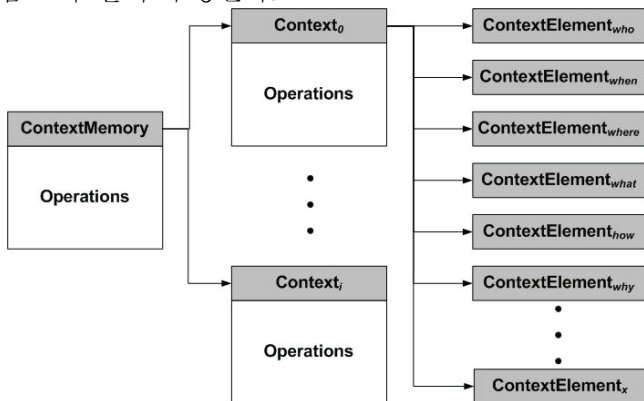 Context0
ContextElementwho
Operations
ContextElementwhen
ContextMemory
ContextElementwhere
Operations
ContextElementwhat
ContextElementhow
Contexti
ContextElementwhy
Operations
ContextElementx